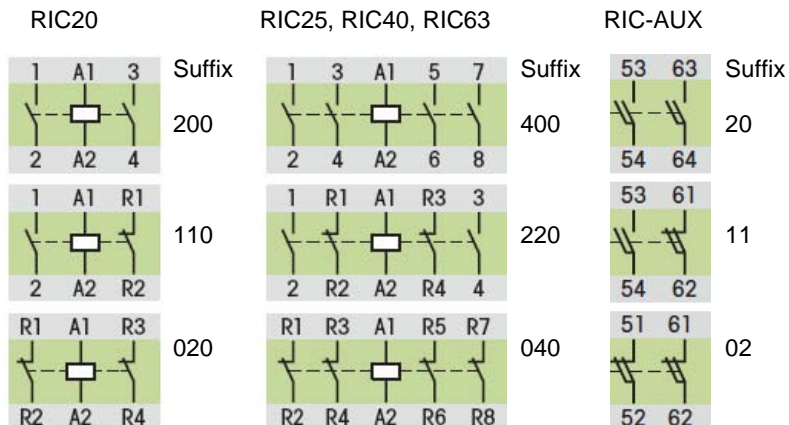 RIC20 RIC25, RIC40, RIC63 RIC-AUX
1 A1 3 Suffix 1 3 A1 5 7 Suffix 53 63 Suffix
200 400 20
2 A2 4 2 4 A2 6 8 54 64
1 A1 R1 1 R1 A1 R3 3 53 61
110 220 11
2 A2 R2 2 R2 A2 R4 4 54 62
R1 A1 R3 R1 R3 A1 R5 R7 51 61
020 040 02
R2 A2 R4 R2 R4 A2 R6 R8 52 62